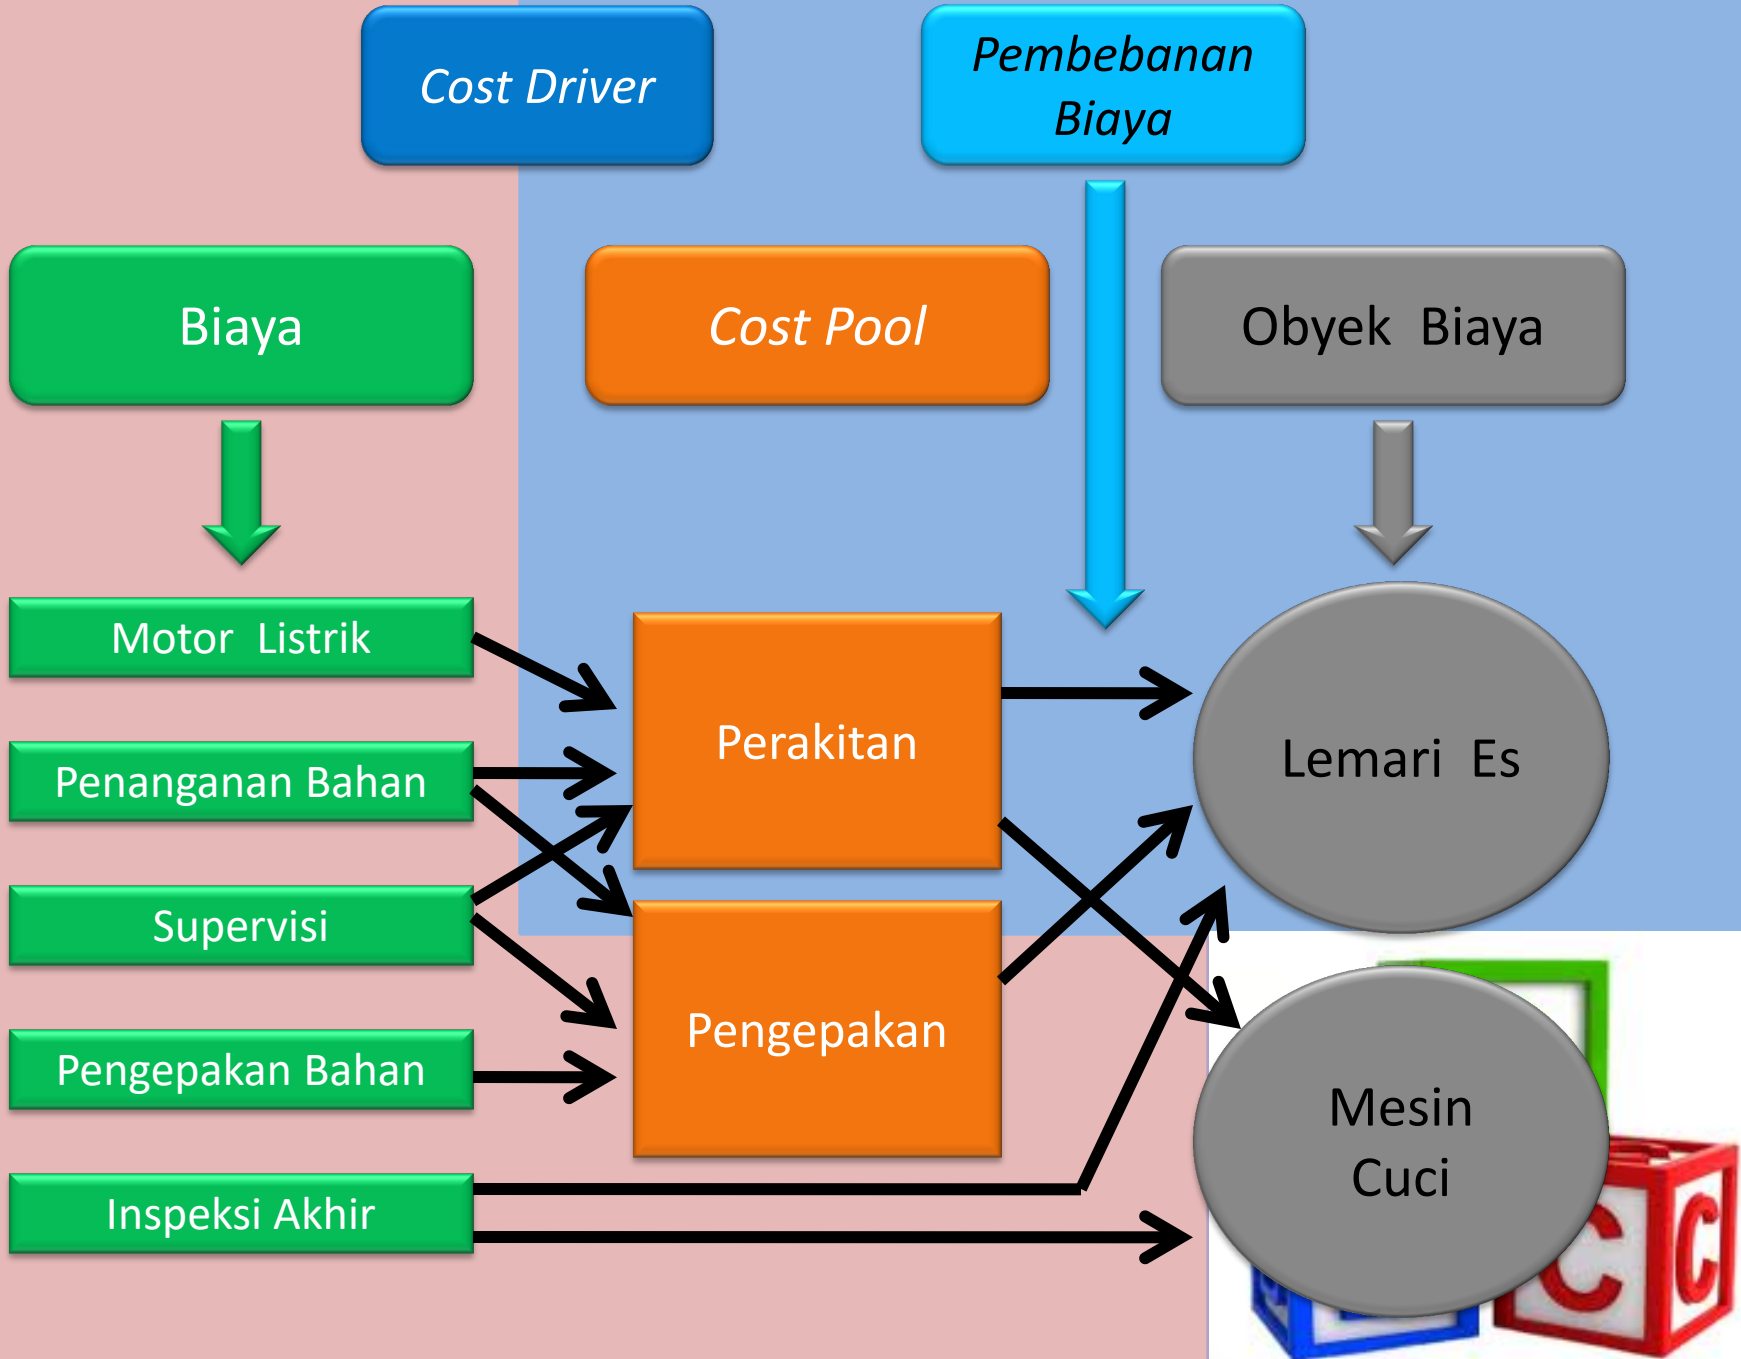 Cost Driver
Pembebanan
Biaya
Biaya
Cost Pool
Obyek Biaya
Motor Listrik
Penanganan Bahan
Supervisi
Pengepakan Bahan
Inspeksi Akhir
Perakitan
Pengepakan
Lemari Es
Mesin
Cuci
C
C